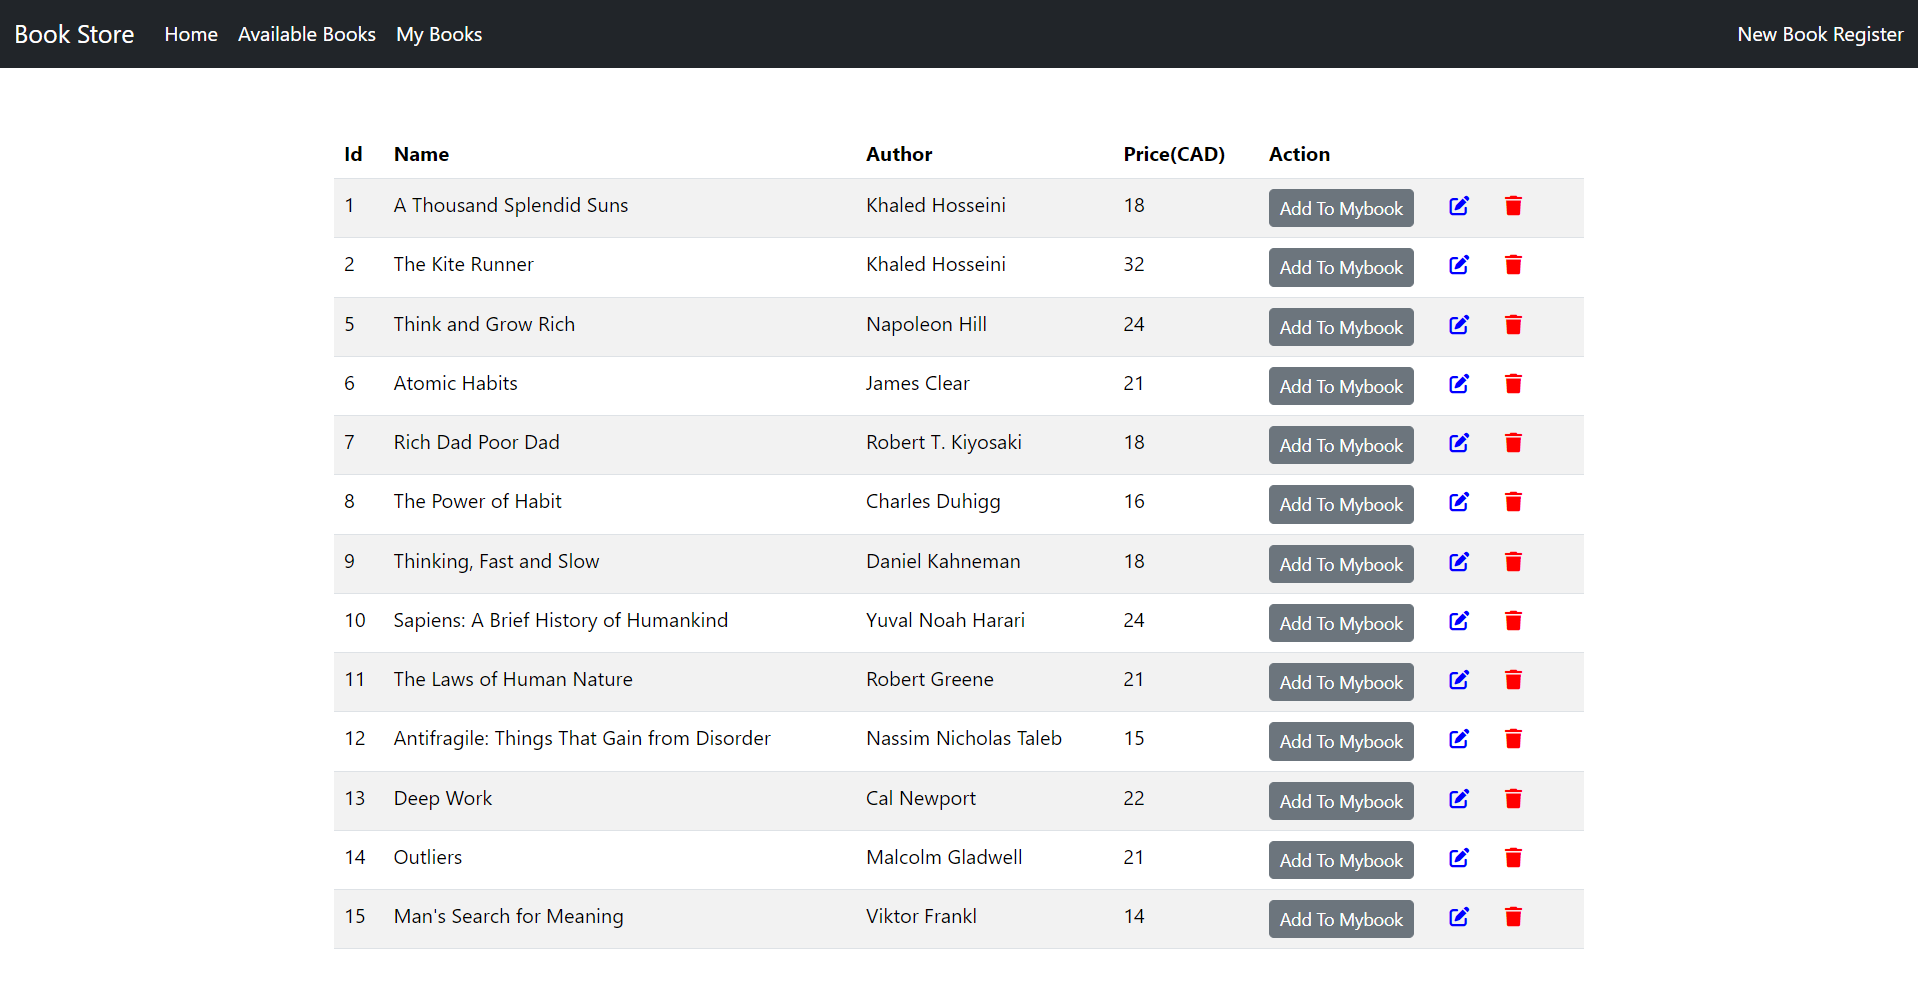 Book Store Home Available Books My Books New Book Register
Id Name Author Price(CAD) Action
1 A Thousand Splendid Suns Khaled Hosseini 18 Add To Mybook
2 The Kite Runner Khaled Hosseini 32 Add To Mybook
5 Think and Grow Rich Napoleon Hill 24 Add To Mybook
6 Atomic Habits James Clear 21 Add To Mybook
7 Rich Dad Poor Dad Robert T. Kiyosaki 18 Add To Mybook
8 The Power of Habit Charles Duhigg 16 Add To Mybook
9 Thinking, Fast and Slow Daniel Kahneman 18 Add To Mybook
10 Sapiens: A Brief History of Humankind Yuval Noah Harari 24 Add To Mybook
11 The Laws of Human Nature Robert Greene 21 Add To Mybook
12 Antifragile: Things That Gain from Disorder Nassim Nicholas Taleb 15 Add To Mybook
13 Deep Work Cal Newport 22 Add To Mybook
14 Outliers Malcolm Gladwell 21 Add To Mybook
15 Man's Search for Meaning Viktor Frankl 14 Add To Mybook